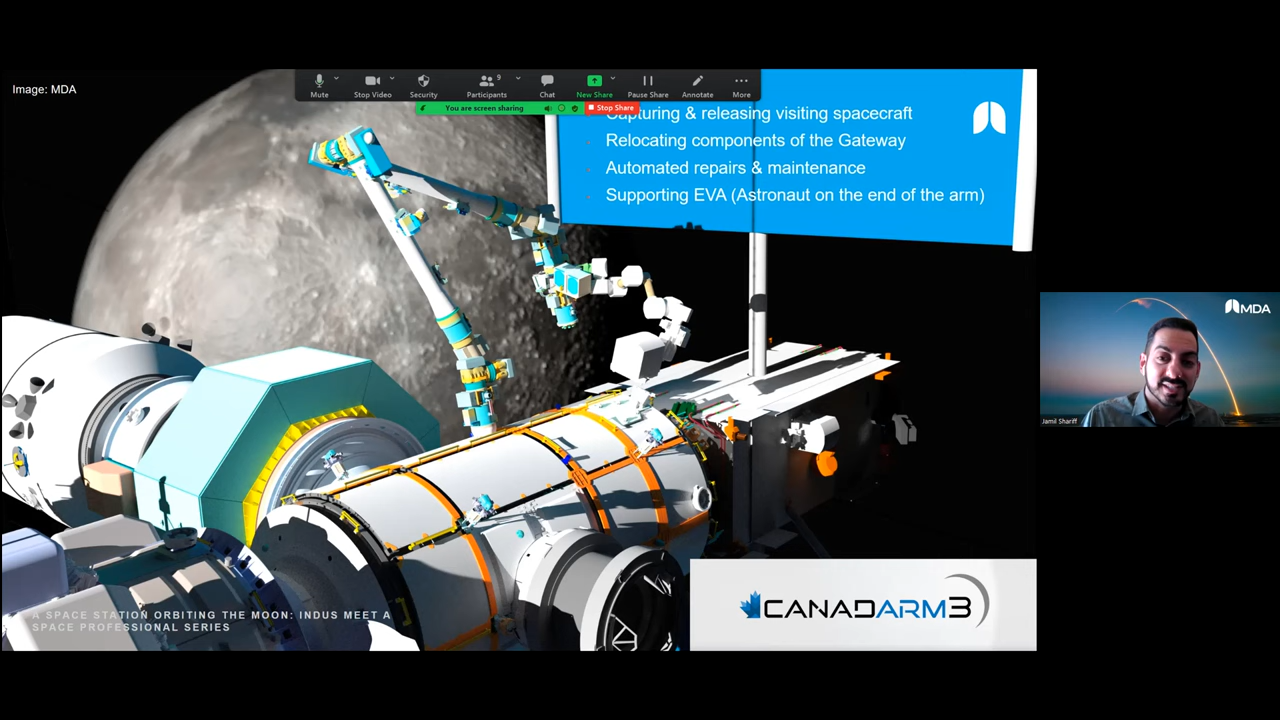 Image: MDA
Mute
Stop Video
Security
Participants
9
Chat
New Share
Pause Share
Annotate
More
You are screen sharing
Stop Share
Capturing & releasing visiting spacecraft
Relocating components of the Gateway
Automated repairs & maintenance
Supporting EVA (Astronaut on the end of the arm)
MDA
Jamil Shariff
CANADARM3
A SPACE STATION ORBITING THE MOON: INDUS MEET A
SPACE PROFESSIONAL SERIES